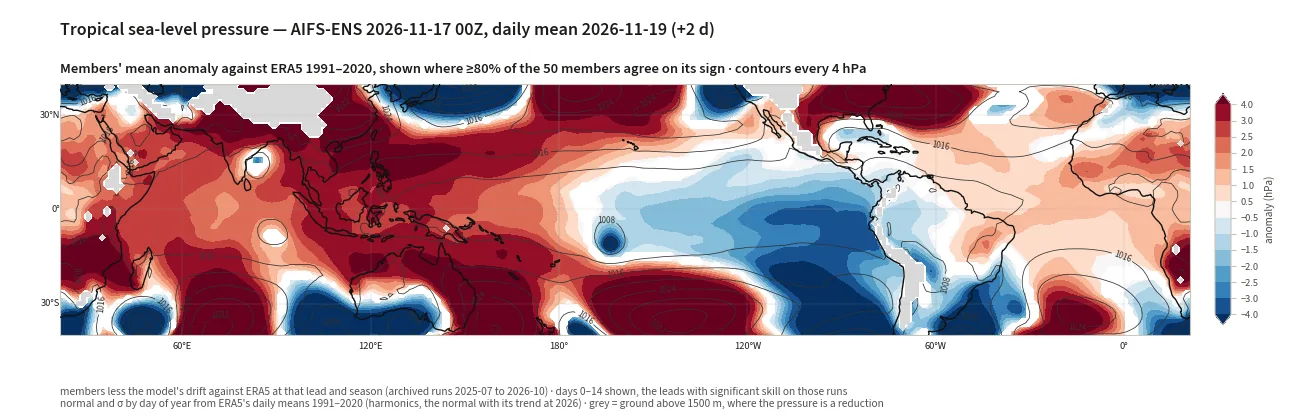 Tropical sea-level pressure — AIFS-ENS 2026-11-17 00Z, daily mean 2026-11-19 (+2 d)
Members' mean anomaly against ERA5 1991–2020, shown where ≥80% of the 50 members agree on its sign · contours every 4 hPa
30°N
0°
30°S
60°E
120°E
180°
120°W
60°W
0°
1016
1016
1016
1016
1008
1016
1016
1016
1016
1008
4.0
3.0
2.5
2.0
1.5
1.0
0.5
−0.5
−1.0
−1.5
−2.0
−2.5
−3.0
−4.0
anomaly (hPa)
members less the model's drift against ERA5 at that lead and season (archived runs 2025-07 to 2026-10) · days 0–14 shown, the leads with significant skill on those runs
normal and σ by day of year from ERA5's daily means 1991–2020 (harmonics, the normal with its trend at 2026) · grey = ground above 1500 m, where the pressure is a reduction